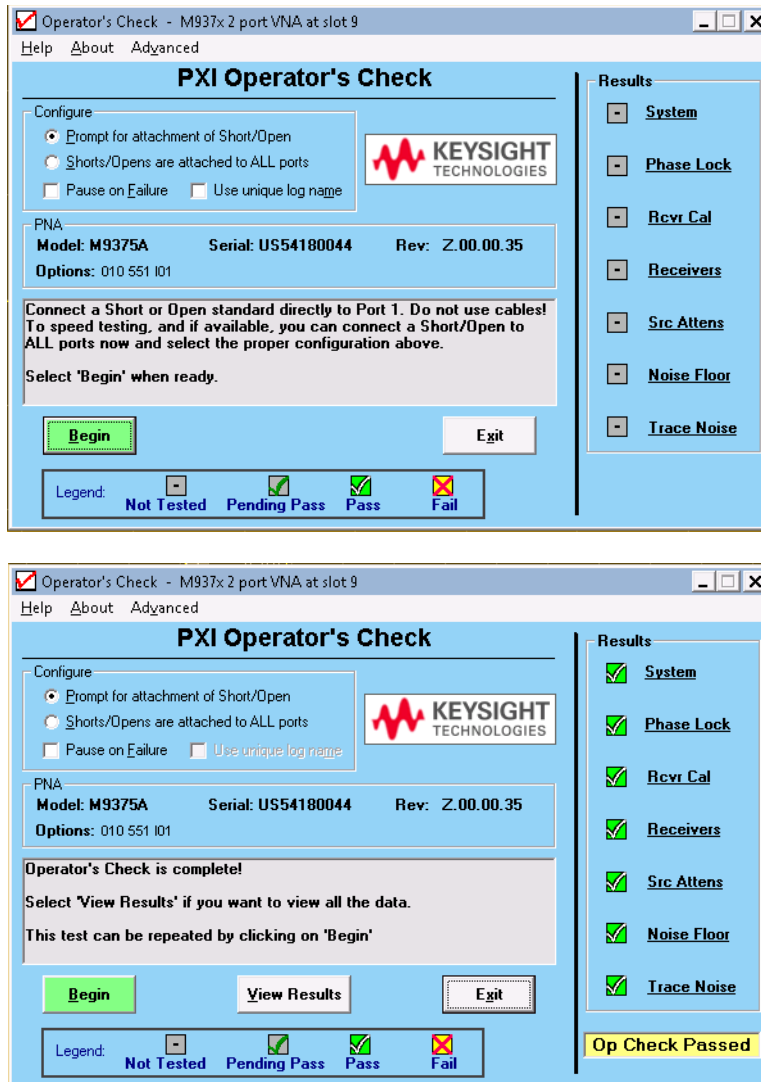 Operator's Check - M937x 2 port VNA at slot 9
Help About Advanced
PXI Operator's Check
Configure
Prompt for attachment of Short/Open
Shorts/Opens are attached to ALL ports
Pause on Failure Use unique log name
KEYSIGHT
TECHNOLOGIES
PNA
Model: M9375A Serial: US54180044 Rev: Z.00.00.35
Options: 010 551 I01
Connect a Short or Open standard directly to Port 1. Do not use cables!
To speed testing, and if available, you can connect a Short/Open to
ALL ports now and select the proper configuration above.
Select 'Begin' when ready.
Begin Exit
Legend: Not Tested Pending Pass Pass Fail
Results
System
Phase Lock
Rcvr Cal
Receivers
Src Attens
Noise Floor
Trace Noise
Operator's Check - M937x 2 port VNA at slot 9
Help About Advanced
PXI Operator's Check
Configure
Prompt for attachment of Short/Open
Shorts/Opens are attached to ALL ports
Pause on Failure Use unique log name
KEYSIGHT
TECHNOLOGIES
PNA
Model: M9375A Serial: US54180044 Rev: Z.00.00.35
Options: 010 551 I01
Operator's Check is complete!
Select 'View Results' if you want to view all the data.
This test can be repeated by clicking on 'Begin'
Begin View Results Exit
Legend: Not Tested Pending Pass Pass Fail
Results
System
Phase Lock
Rcvr Cal
Receivers
Src Attens
Noise Floor
Trace Noise
Op Check Passed